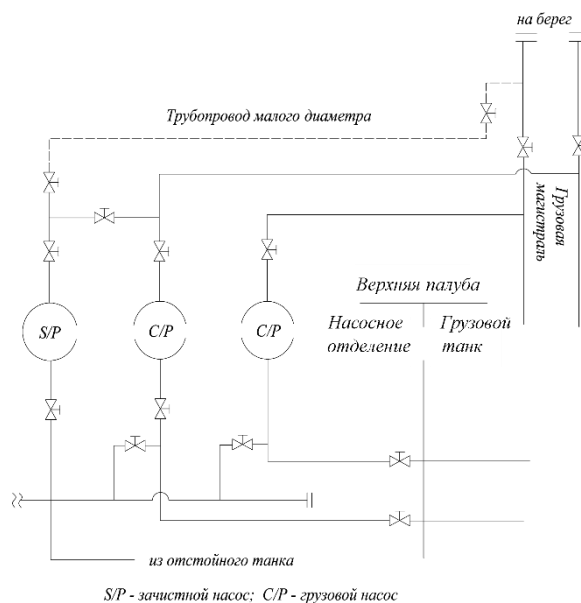 на берег
Трубопровод малого диаметра
Грузовая
магистраль
Верхняя палуба
Насосное
отделение
Грузовой
танк
S/P
C/P
C/P
из отстойного танка
S/P - зачистной насос; C/P - грузовой насос